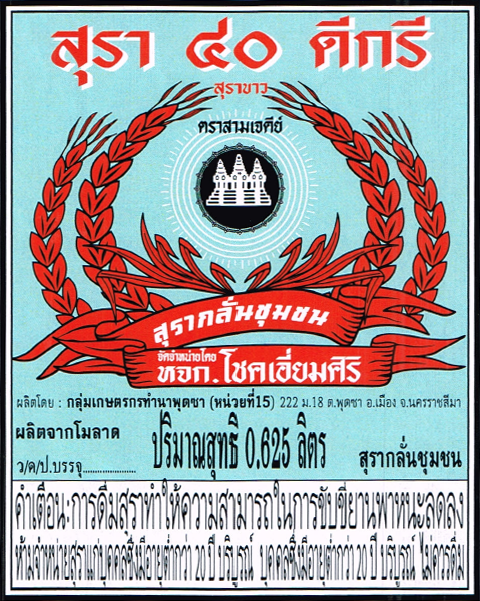 สุรา ๔๐ ดีกรี
สุราขาว
ตราสามเจดีย์
สุรากลั่นชุมชน
จัดจำหน่ายโดย
หจก.โชคเอี่ยมศิริ
ผลิตโดย : กลุ่มเกษตรกรทำนาพุดซา (หน่วยที่15) 222 ม.18 ต.พุดซา อ.เมือง จ.นครราชสีมา
ผลิตจากโมลาด
ปริมาณสุทธิ 0.625 ลิตร
ว/ด/ป.บรรจุ....................
สุรากลั่นชุมชน
คำเตือน:การดื่มสุราทำให้ความสามารถในการขับขี่ยานพาหนะลดลง
ห้ามจำหน่ายสุราแก่บุคคลซึ่งมีอายุต่ำกว่า 20 ปี บริบูรณ์ บุคคลซึ่งมีอายุต่ำกว่า 20 ปี บริบูรณ์ ไม่ควรดื่ม